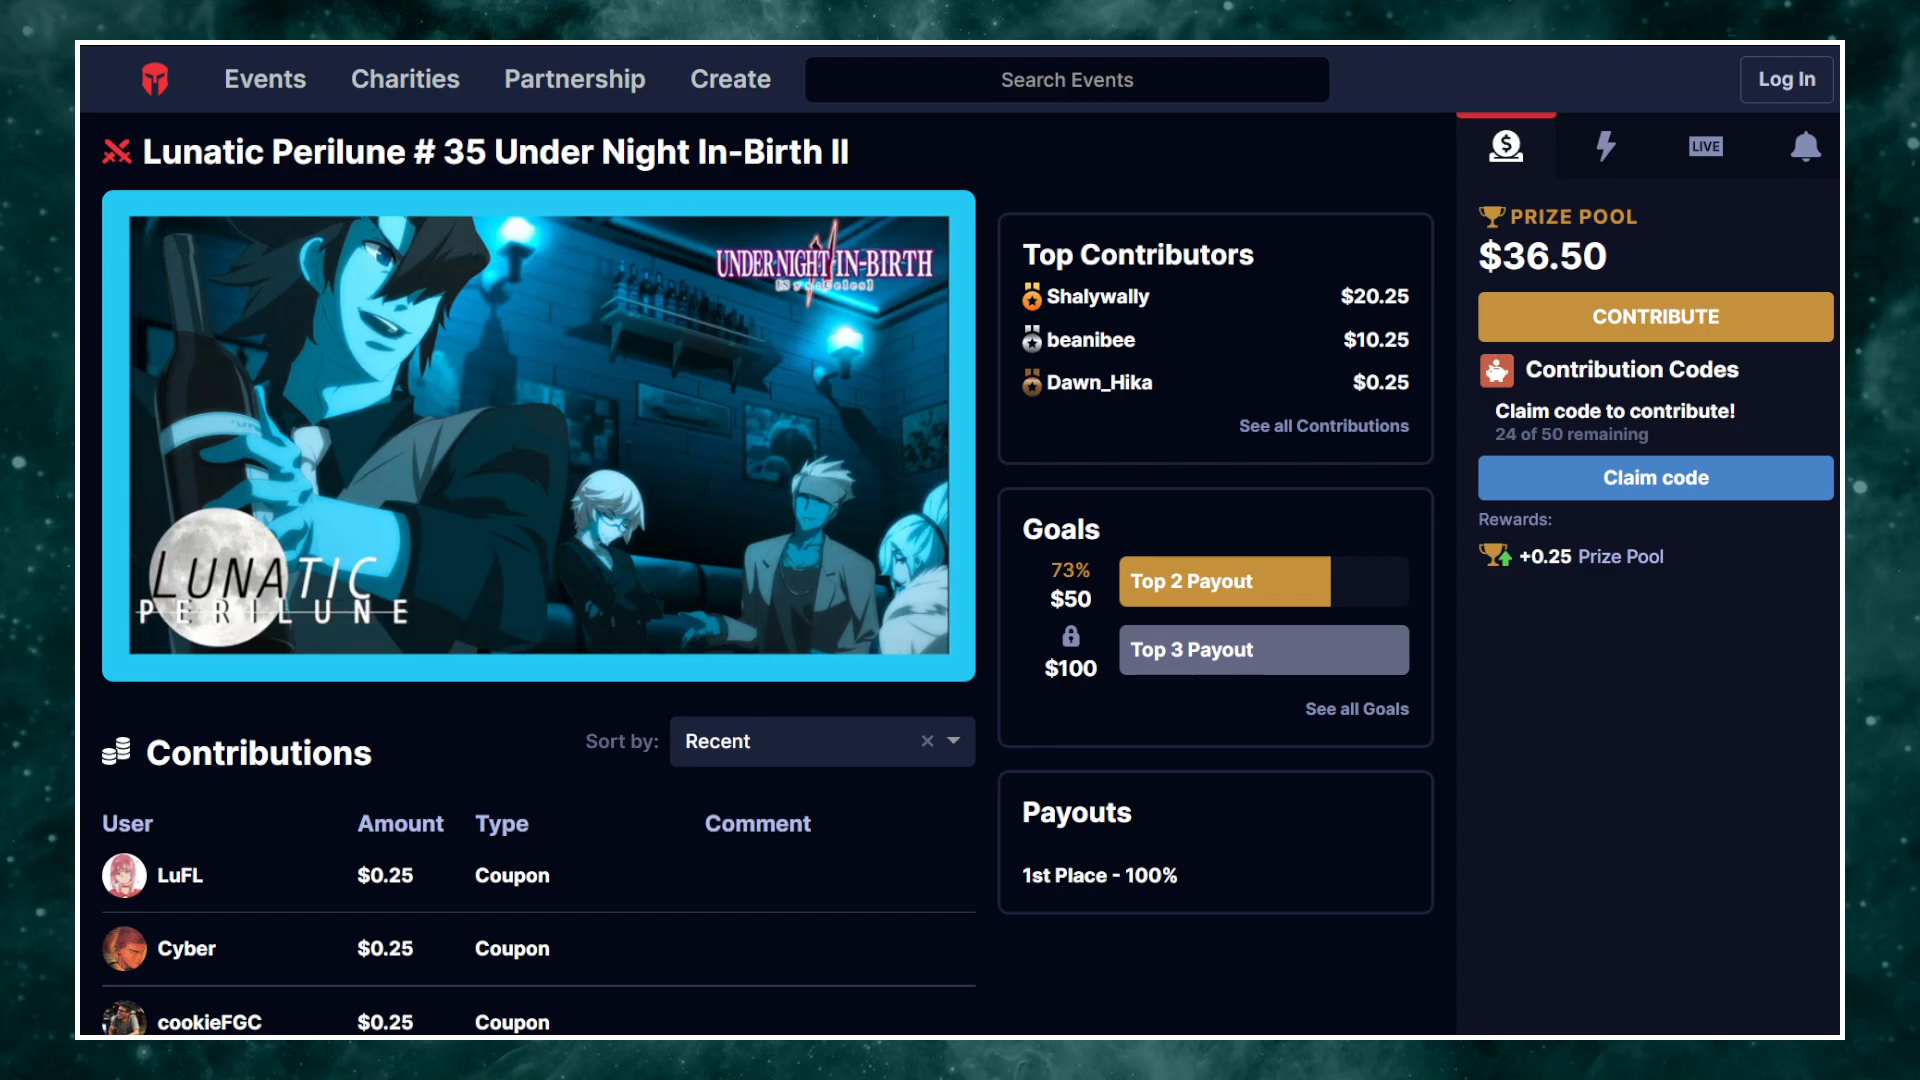 Events
Charities
Partnership
Create
Search Events
Log In
Lunatic Perilune # 35 Under Night In-Birth II
LIVE
UNDER NIGHT IN-BIRTH
LUNATIC
PERILUNE
Top Contributors
Shalywally $20.25
beanibee $10.25
Dawn_Hika $0.25
See all Contributions
Goals
73%
$50
Top 2 Payout
$100
Top 3 Payout
See all Goals
Payouts
1st Place - 100%
PRIZE POOL
$36.50
CONTRIBUTE
Contribution Codes
Claim code to contribute!
24 of 50 remaining
Claim code
Rewards:
+0.25 Prize Pool
Contributions
Sort by: Recent
User Amount Type Comment
LuFL $0.25 Coupon
Cyber $0.25 Coupon
cookieFGC $0.25 Coupon